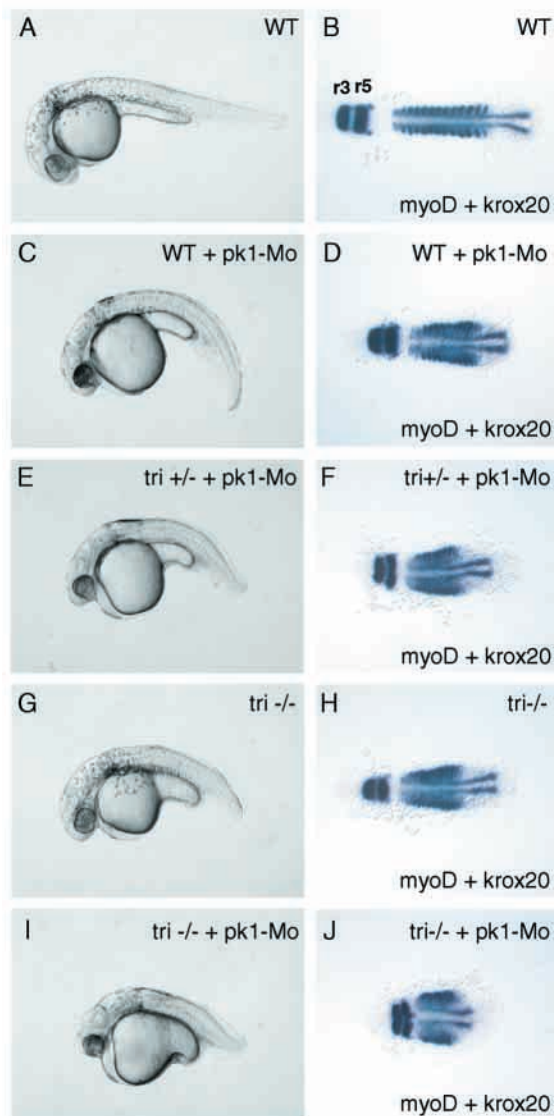 A WT
B WT
r3 r5
myoD + krox20
C WT + pk1-Mo
D WT + pk1-Mo
myoD + krox20
E tri +/- + pk1-Mo
F tri+/- + pk1-Mo
myoD + krox20
G tri -/-
H tri-/-
myoD + krox20
I tri -/- + pk1-Mo
J tri-/- + pk1-Mo
myoD + krox20